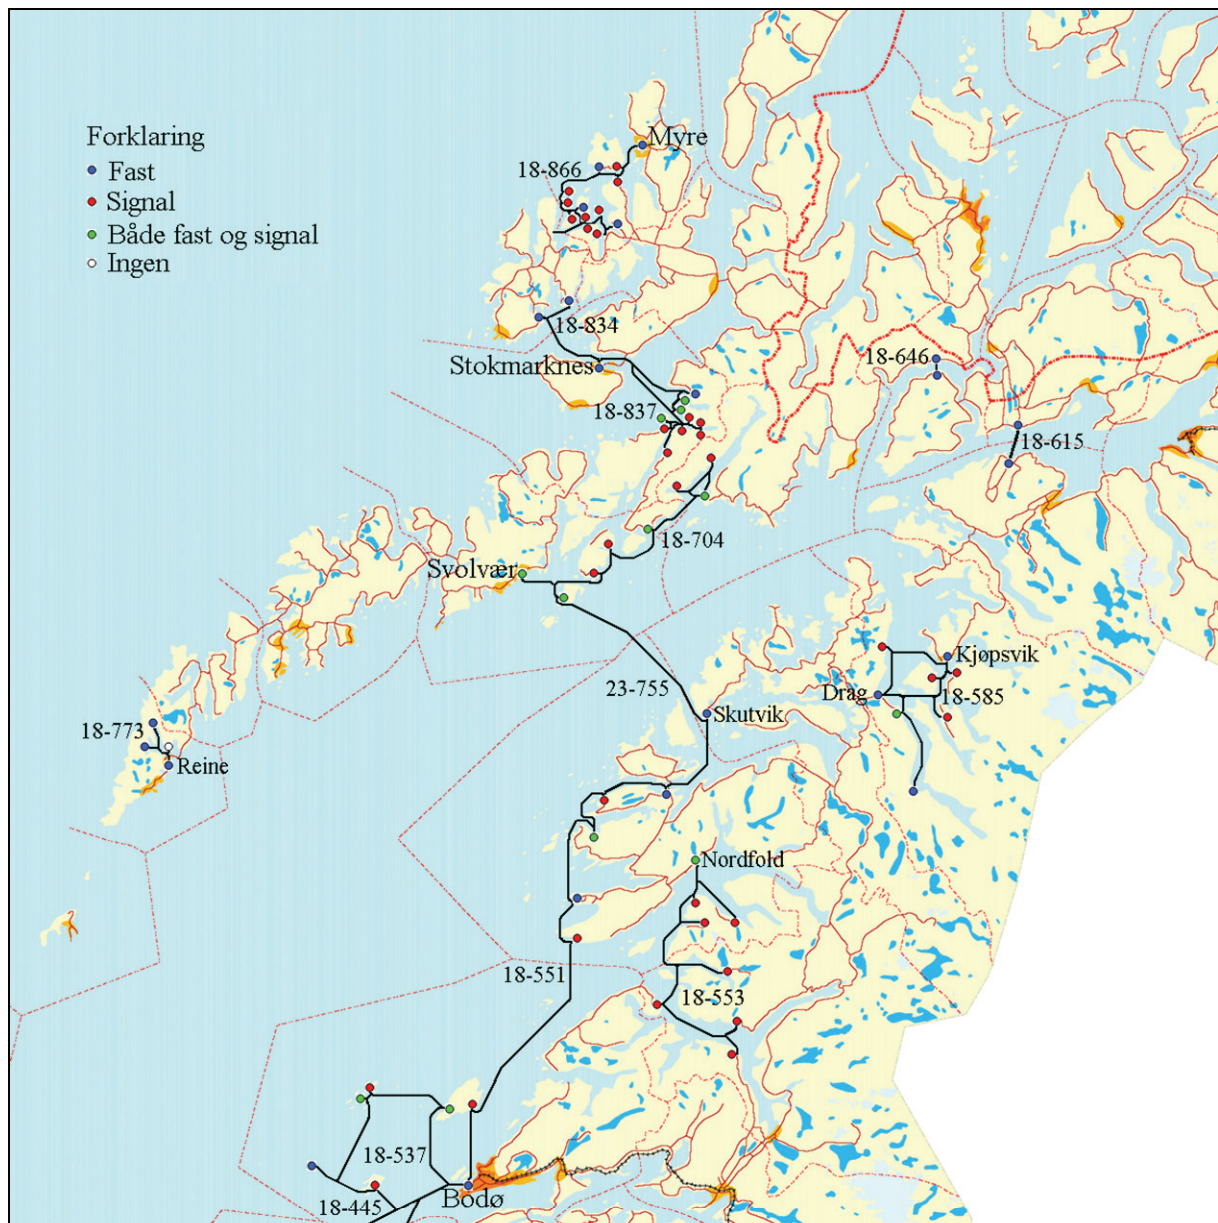 Forklaring
Fast
Signal
Både fast og signal
Ingen
Myre
18-866
18-834
Stokmarknes
18-646
18-837
18-615
18-704
Svolvær
Kjøpsvik
23-755
Drag
18-585
Skutvik
18-773
Reine
Nordfold
18-551
18-553
18-537
Bodø
18-445